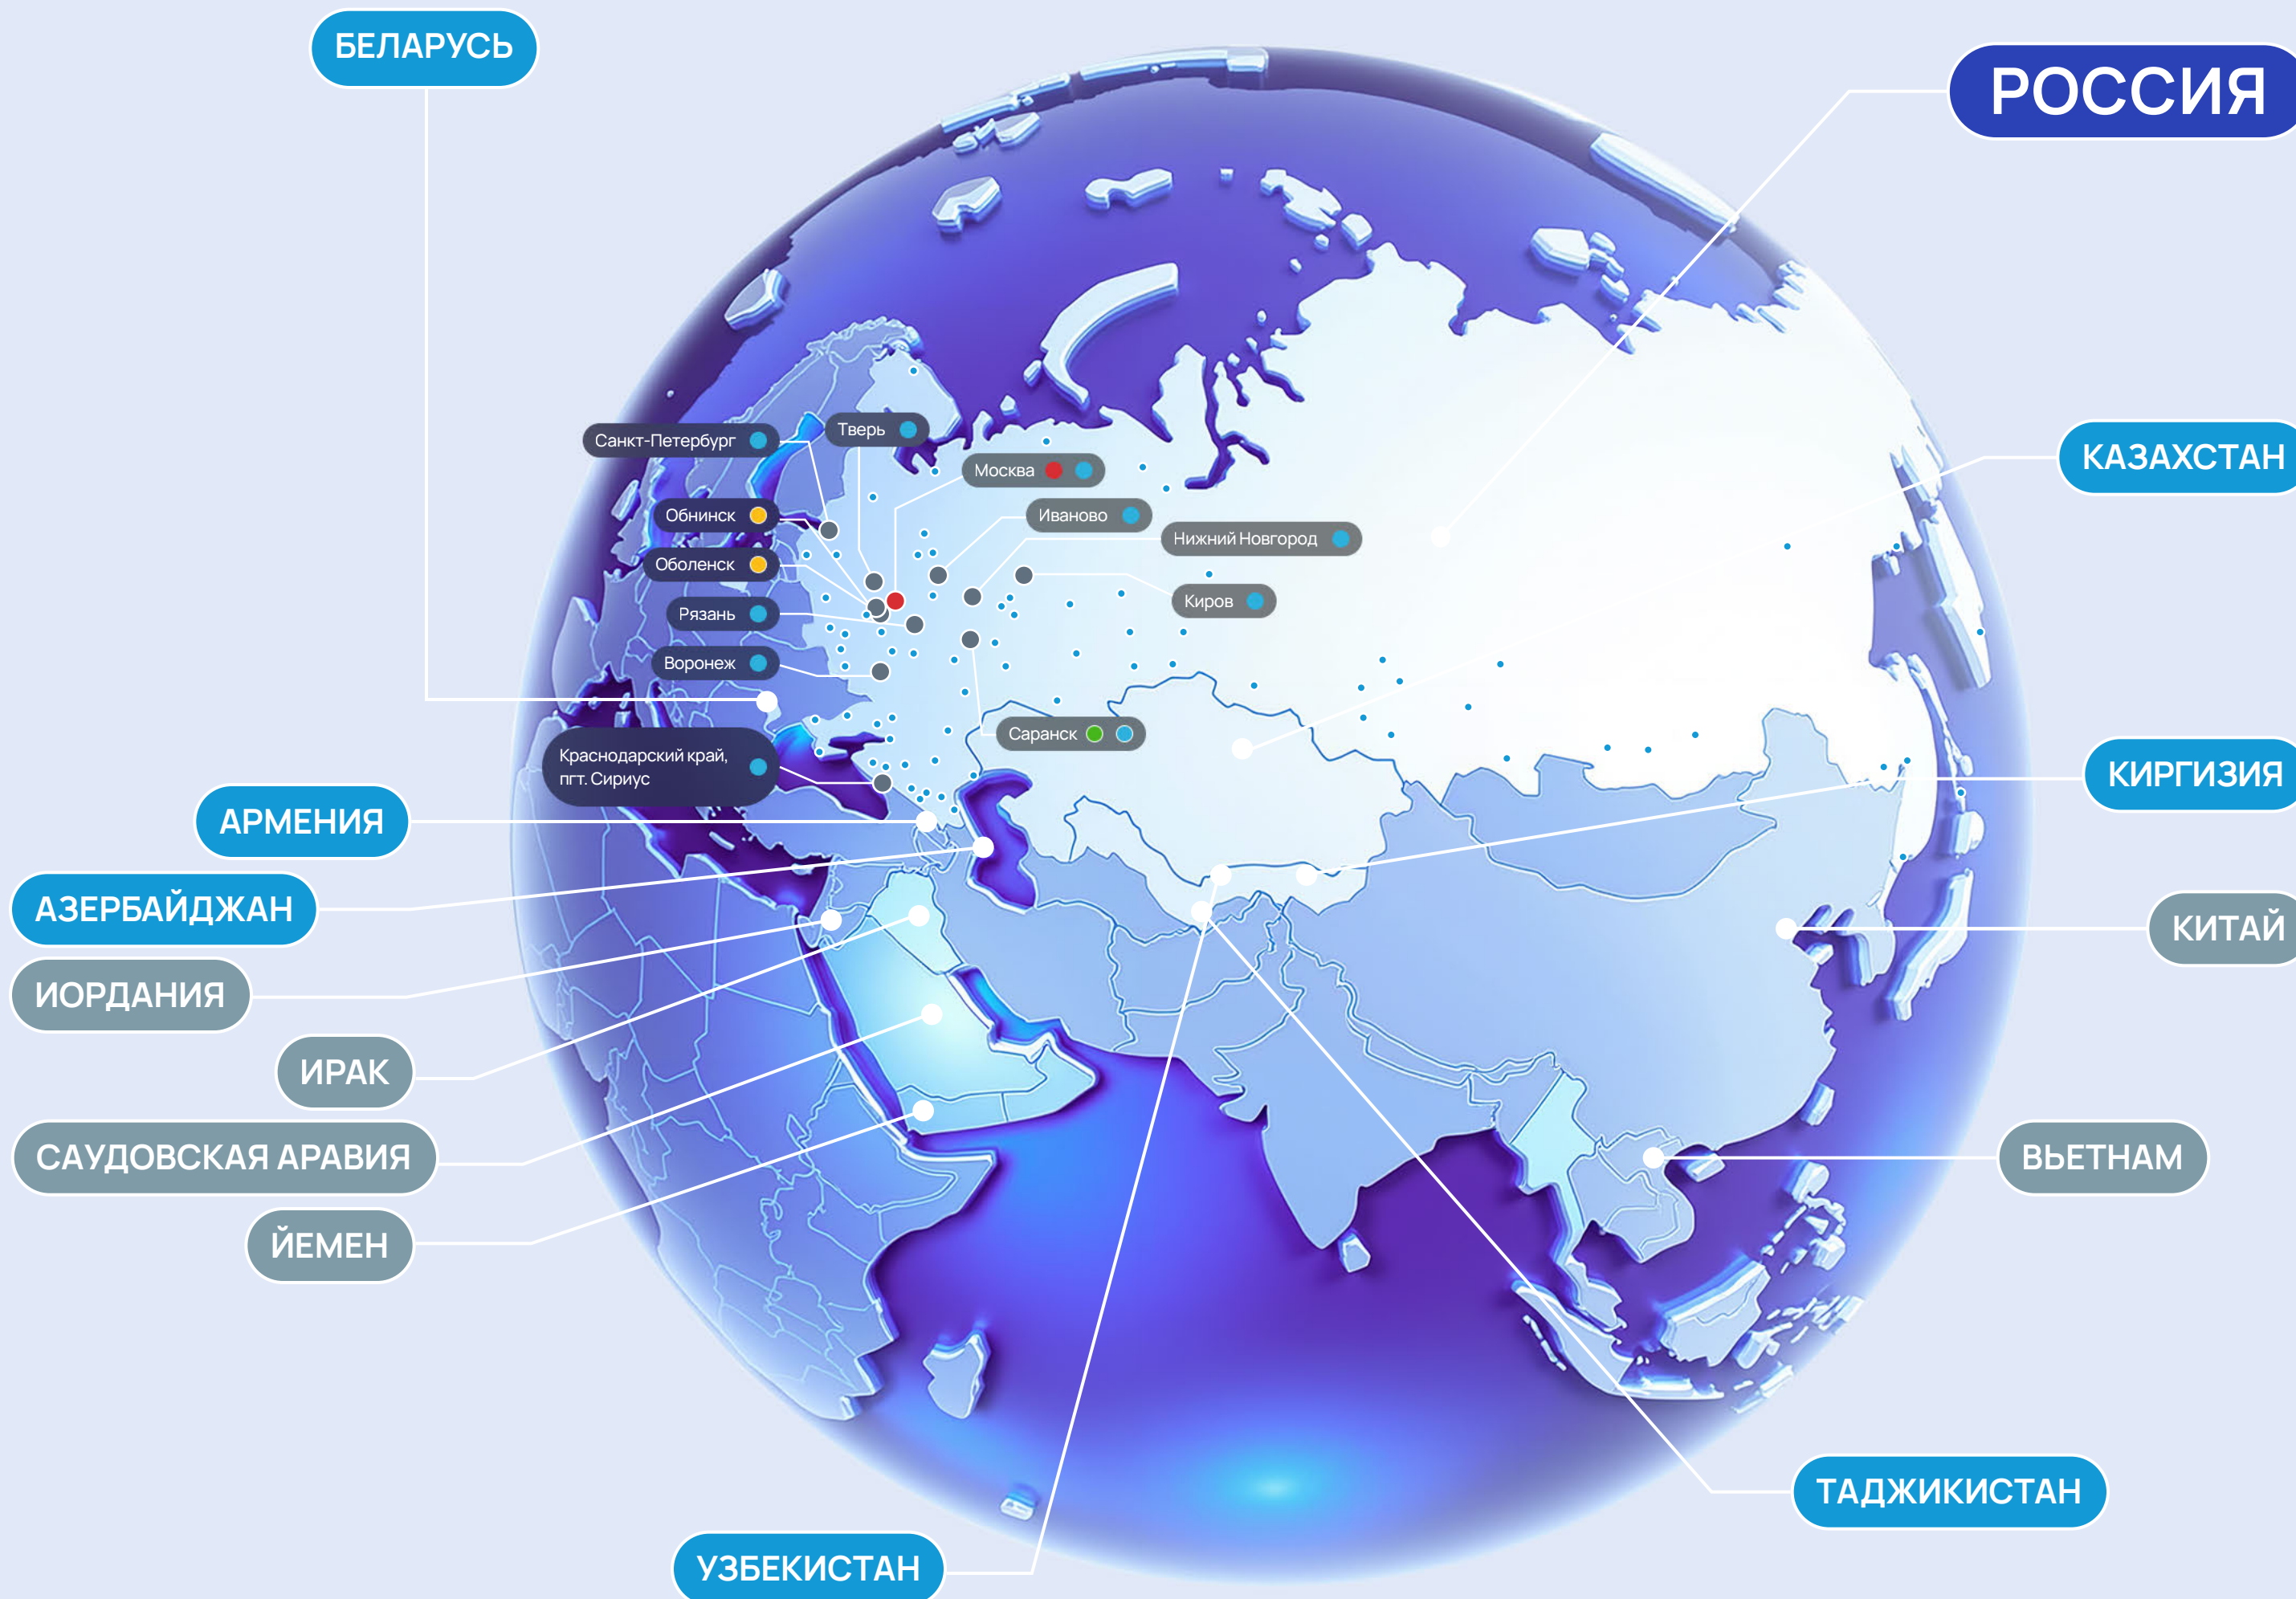 БЕЛАРУСЬ
РОССИЯ
Санкт-Петербург
Тверь
Москва
КАЗАХСТАН
Обнинск
Иваново
Нижний Новгород
Оболенск
Киров
Рязань
Воронеж
Саранск
Краснодарский край,
пгт. Сириус
КИРГИЗИЯ
АРМЕНИЯ
АЗЕРБАЙДЖАН
КИТАЙ
ИОРДАНИЯ
ИРАК
САУДОВСКАЯ АРАВИЯ
ВЬЕТНАМ
ЙЕМЕН
ТАДЖИКИСТАН
УЗБЕКИСТАН